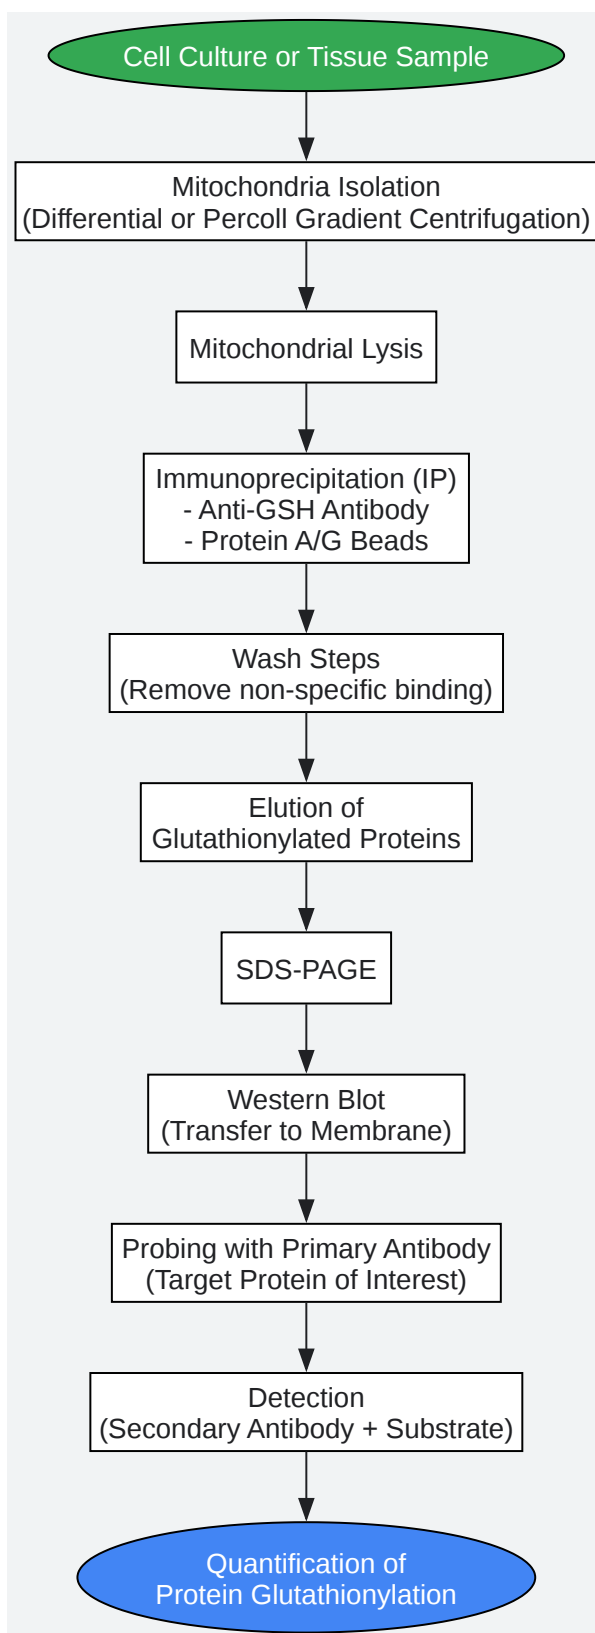 Cell Culture or Tissue Sample
Mitochondria Isolation
(Differential or Percoll Gradient Centrifugation)
Mitochondrial Lysis
Immunoprecipitation (IP)
- Anti-GSH Antibody
- Protein A/G Beads
Wash Steps
(Remove non-specific binding)
Elution of
Glutathionylated Proteins
SDS-PAGE
Western Blot
(Transfer to Membrane)
Probing with Primary Antibody
(Target Protein of Interest)
Detection
(Secondary Antibody + Substrate)
Quantification of
Protein Glutathionylation